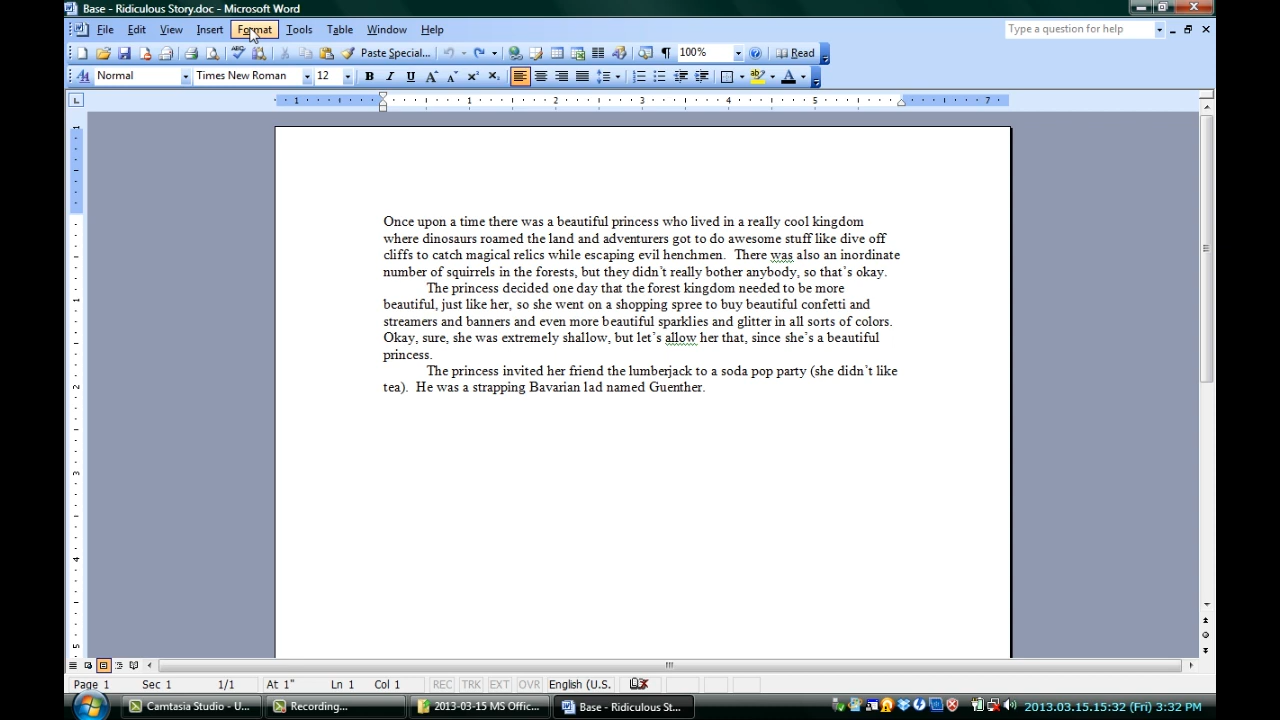 Base - Ridiculous Story.doc - Microsoft Word
File Edit View Insert Format Tools Table Window Help
Type a question for help
Paste Special...
100%
Read
Normal
Times New Roman
12
B I U
1 1 2 3 4 5 7
Once upon a time there was a beautiful princess who lived in a really cool kingdom
where dinosaurs roamed the land and adventurers got to do awesome stuff like dive off
cliffs to catch magical relics while escaping evil henchmen.  There was also an inordinate
number of squirrels in the forests, but they didn’t really bother anybody, so that’s okay.
The princess decided one day that the forest kingdom needed to be more
beautiful, just like her, so she went on a shopping spree to buy beautiful confetti and
streamers and banners and even more beautiful sparklies and glitter in all sorts of colors.
Okay, sure, she was extremely shallow, but let’s allow her that, since she’s a beautiful
princess.
The princess invited her friend the lumberjack to a soda pop party (she didn’t like
tea).  He was a strapping Bavarian lad named Guenther.
Page 1 Sec 1 1/1 At 1" Ln 1 Col 1 REC TRK EXT OVR English (U.S.
Camtasia Studio - U...
Recording...
2013-03-15 MS Offic...
Base - Ridiculous St...
2013.03.15.15:32 (Fri) 3:32 PM